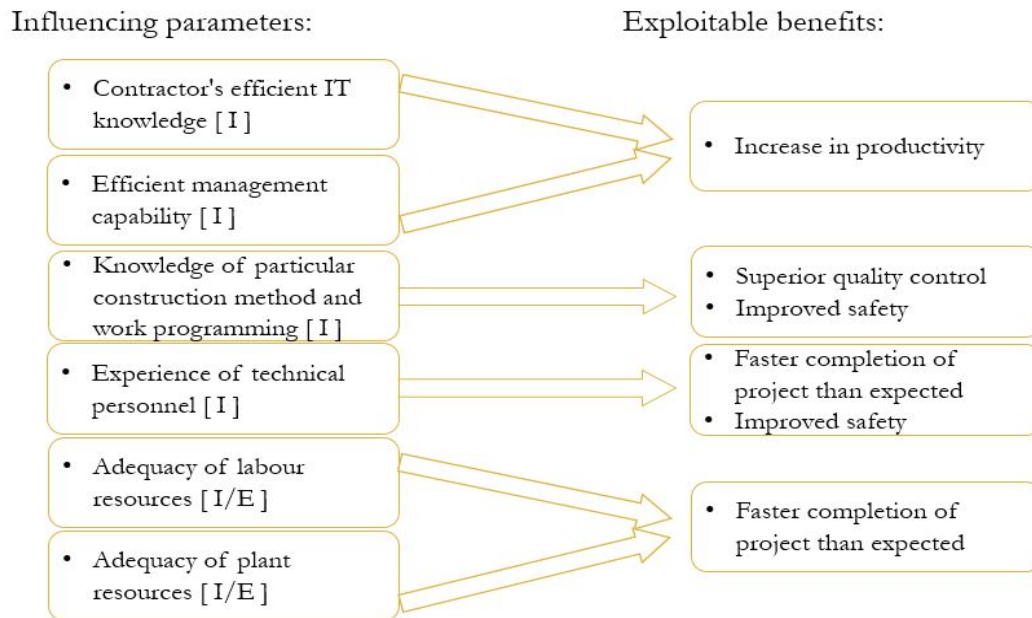 Influencing parameters:
Exploitable benefits:
• Contractor's efficient IT
knowledge [ I ]
• Efficient management
capability [ I ]
• Knowledge of particular
construction method and
work programming [ I ]
• Experience of technical
personnel [ I ]
• Adequacy of labour
resources [ I/E ]
• Adequacy of plant
resources [ I/E ]
• Increase in productivity
• Superior quality control
• Improved safety
• Faster completion of
project than expected
• Improved safety
• Faster completion of
project than expected